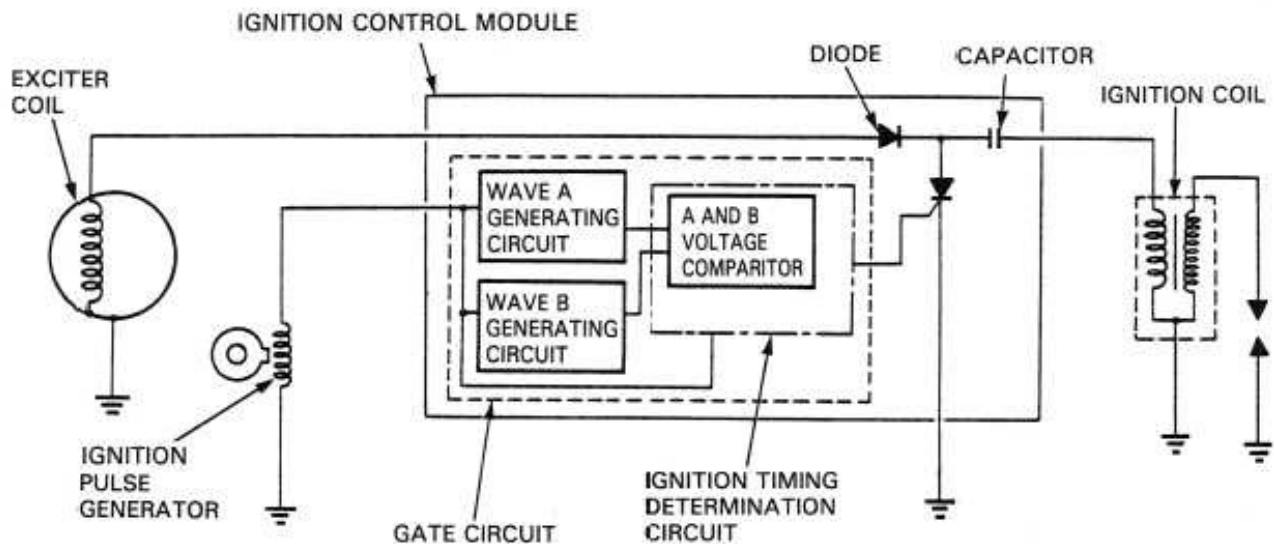 IGNITION CONTROL MODULE
DIODE
CAPACITOR
EXCITER
COIL
IGNITION COIL
WAVE A
GENERATING
CIRCUIT
A AND B
VOLTAGE
COMPARITOR
WAVE B
GENERATING
CIRCUIT
IGNITION
PULSE
GENERATOR
GATE CIRCUIT
IGNITION TIMING
DETERMINATION
CIRCUIT